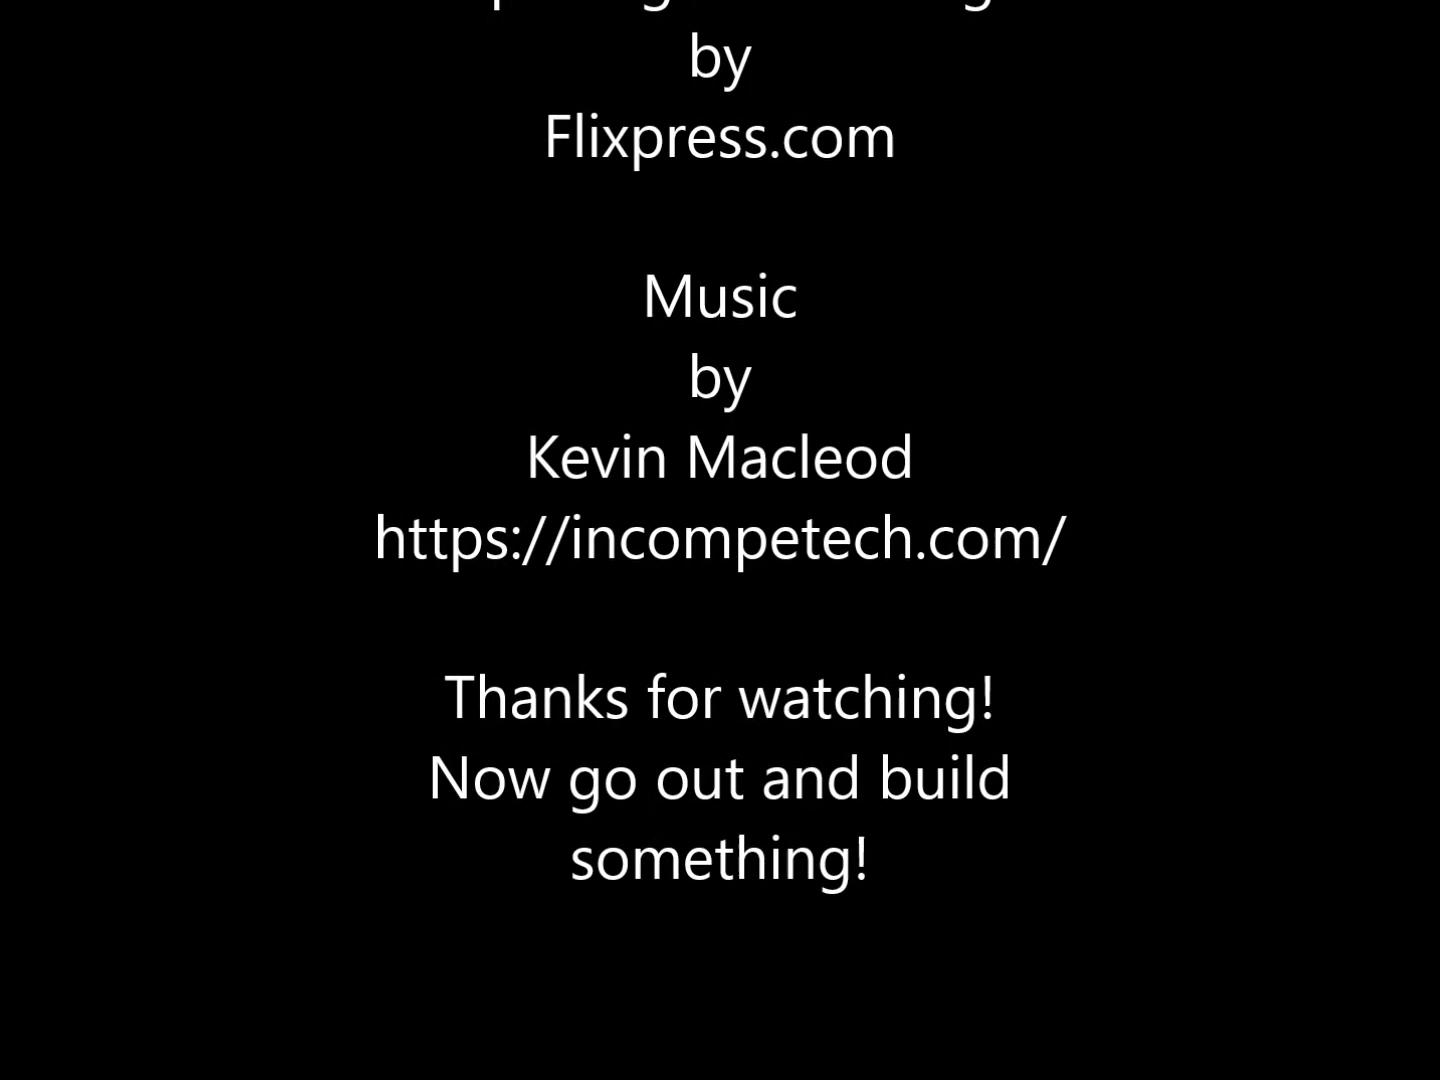 by
Flixpress.com
Music
by
Kevin Macleod
https://incompetech.com/
Thanks for watching!
Now go out and build
something!